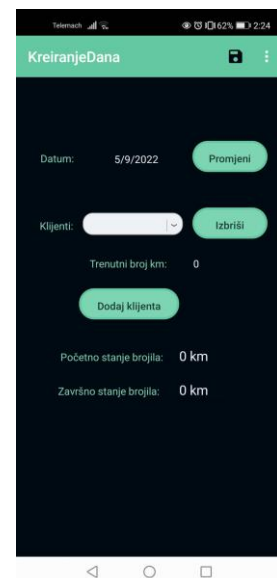 Telemach 62% 2:24
KreiranjeDana
Datum: 5/9/2022 Promjeni
Klijenti: Izbriši
Trenutni broj km: 0
Dodaj klijenta
Početno stanje brojila: 0 km
Završno stanje brojila: 0 km